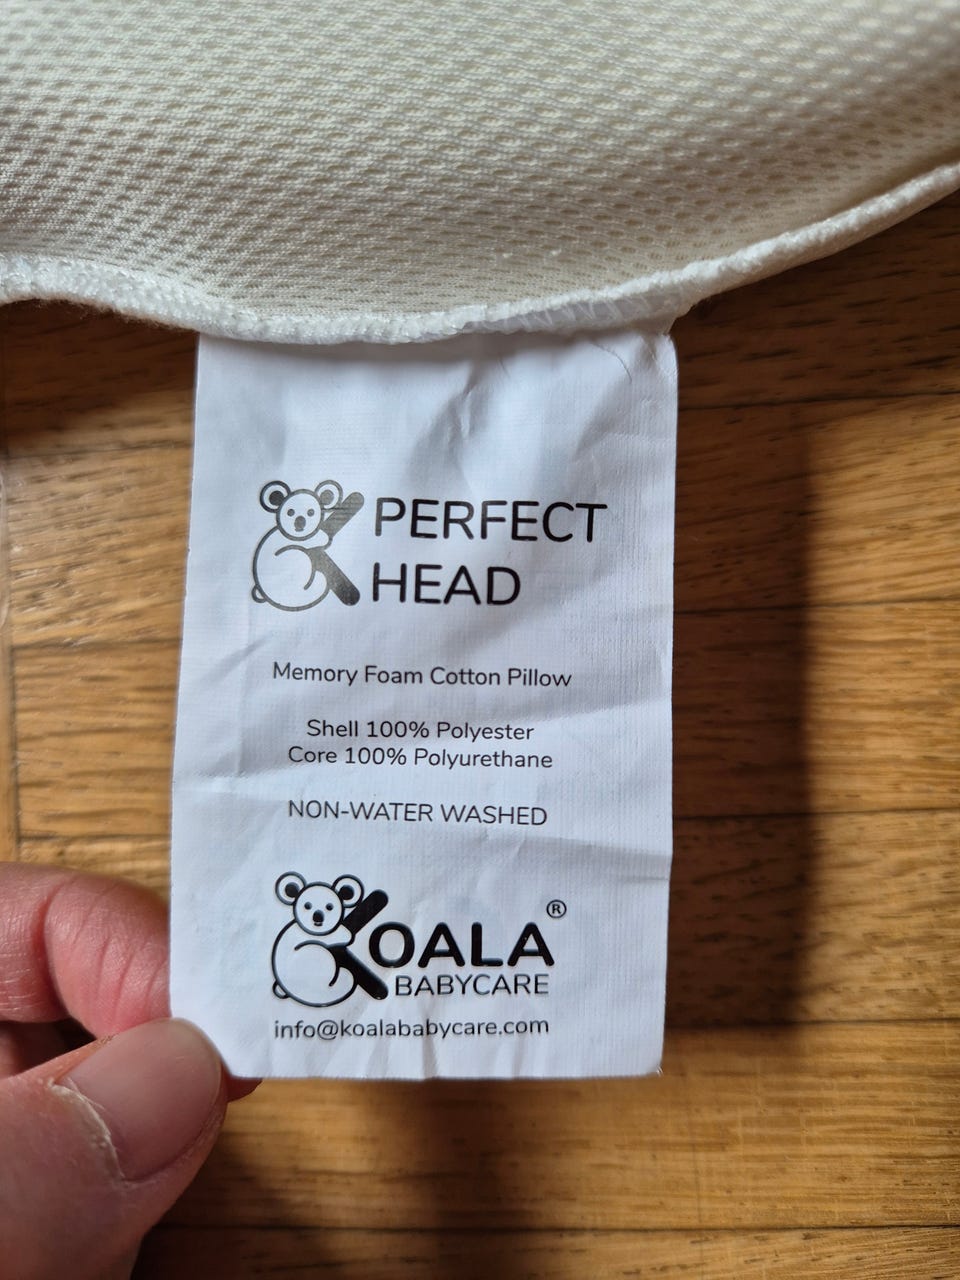 PERFECT
HEAD
Memory Foam Cotton Pillow
Shell 100% Polyester
Core 100% Polyurethane
NON-WATER WASHED
KOALA®
BABYCARE
info@koalababycare.com